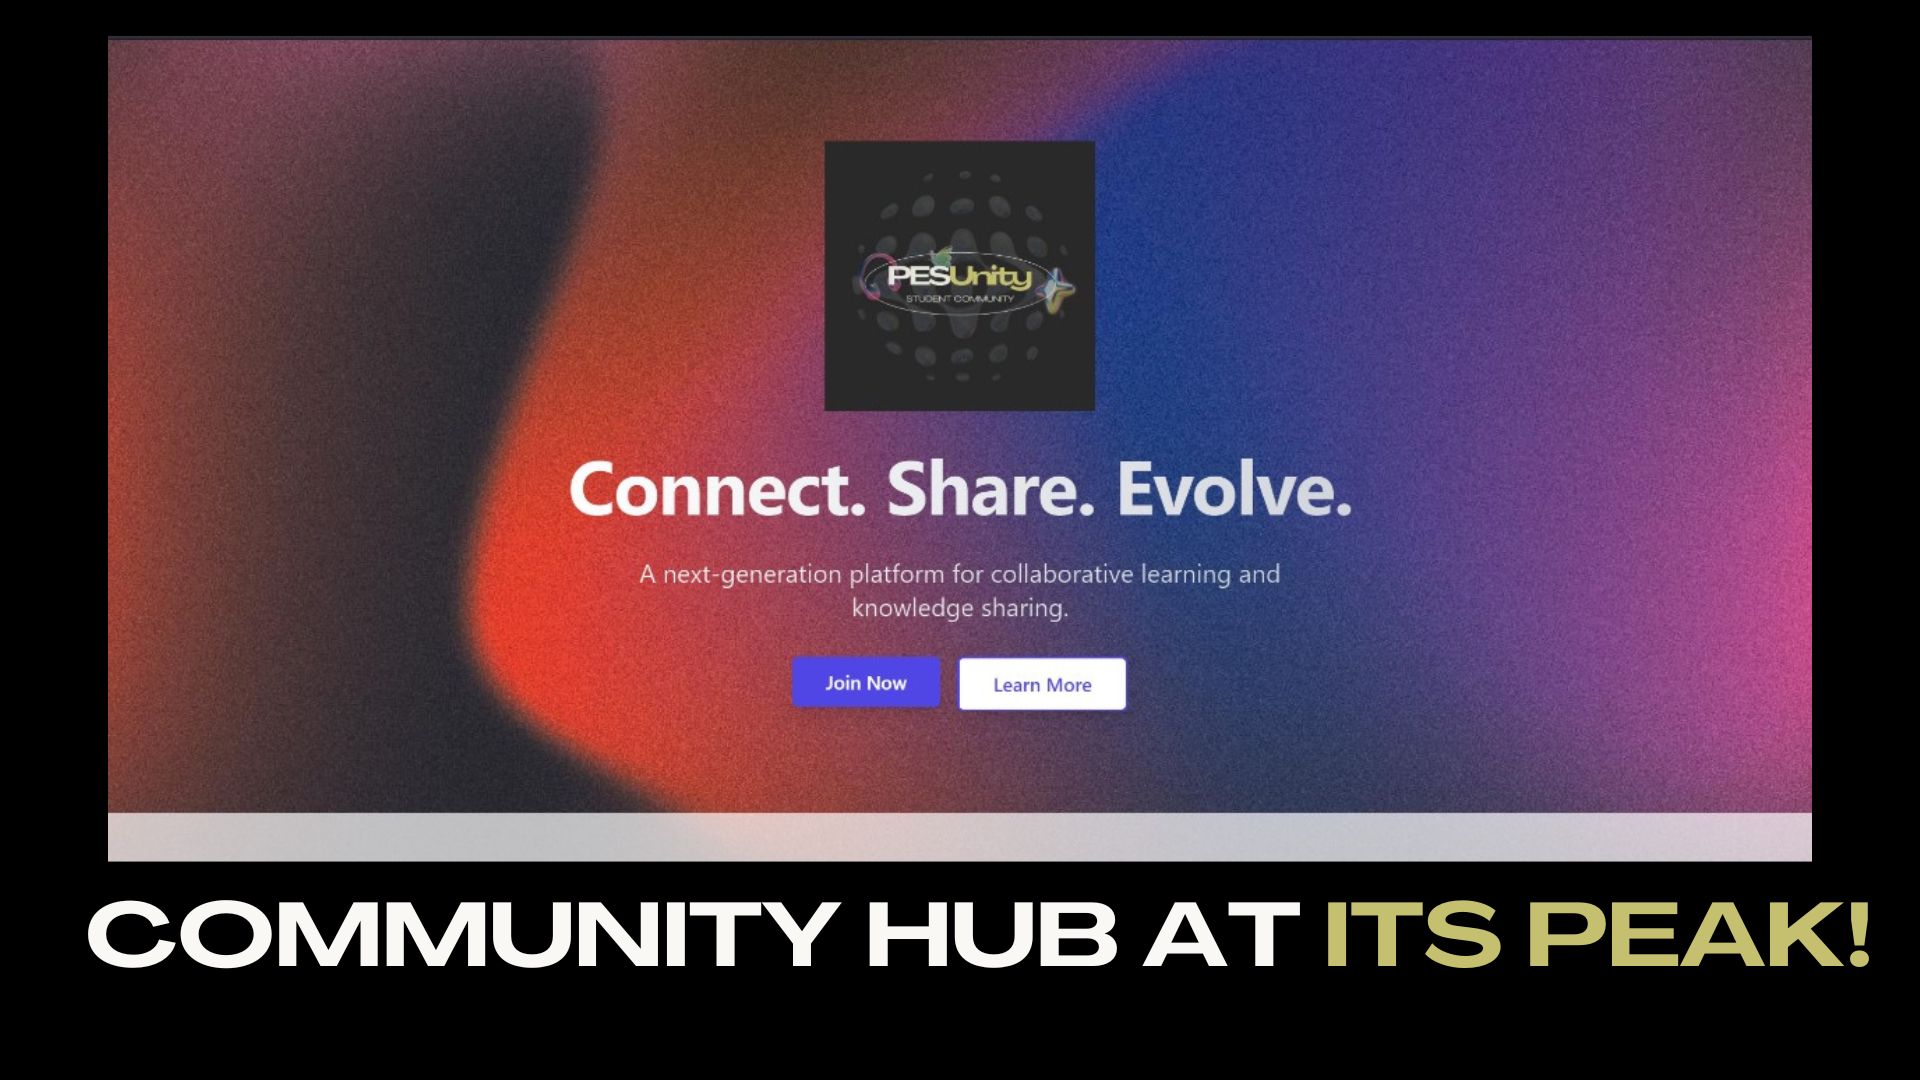 PESUnity
STUDENT COMMUNITY
Connect. Share. Evolve.
A next-generation platform for collaborative learning and
knowledge sharing.
Join Now Learn More
COMMUNITY HUB AT ITS PEAK!